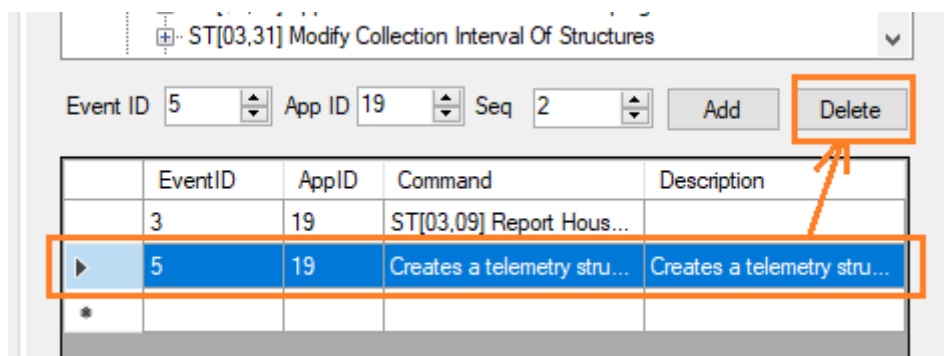 ST[03,31] Modify Collection Interval Of Structures
Event ID 5 App ID 19 Seq 2 Add Delete
EventID AppID Command Description
3 19 ST[03,09] Report Hous...
5 19 Creates a telemetry stru... Creates a telemetry stru...